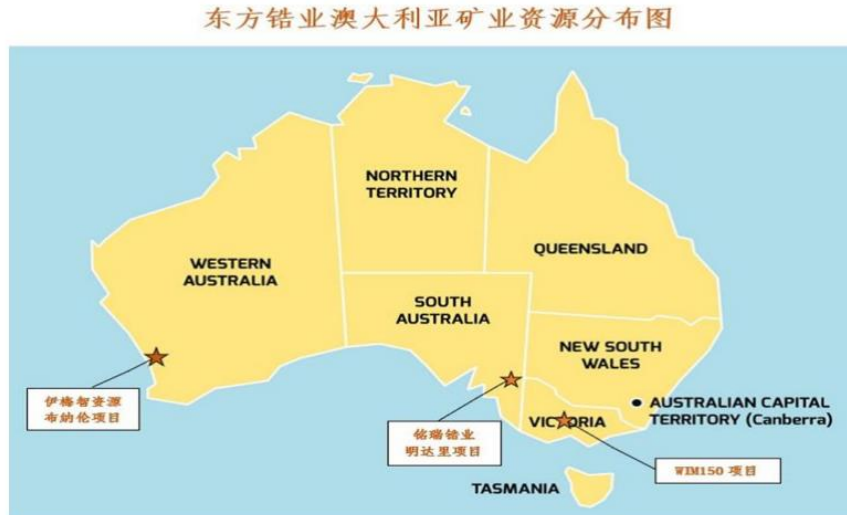 东方锆业澳大利亚矿业资源分布图
NORTHERN
TERRITORY
QUEENSLAND
WESTERN
AUSTRALIA
SOUTH
AUSTRALIA
NEW SOUTH
WALES
伊梅智资源
布纳伦项目
AUSTRALIAN CAPITAL
TERRITORY (Canberra)
VICTORIA
铭瑞锆业
明达里项目
WIM150 项目
TASMANIA